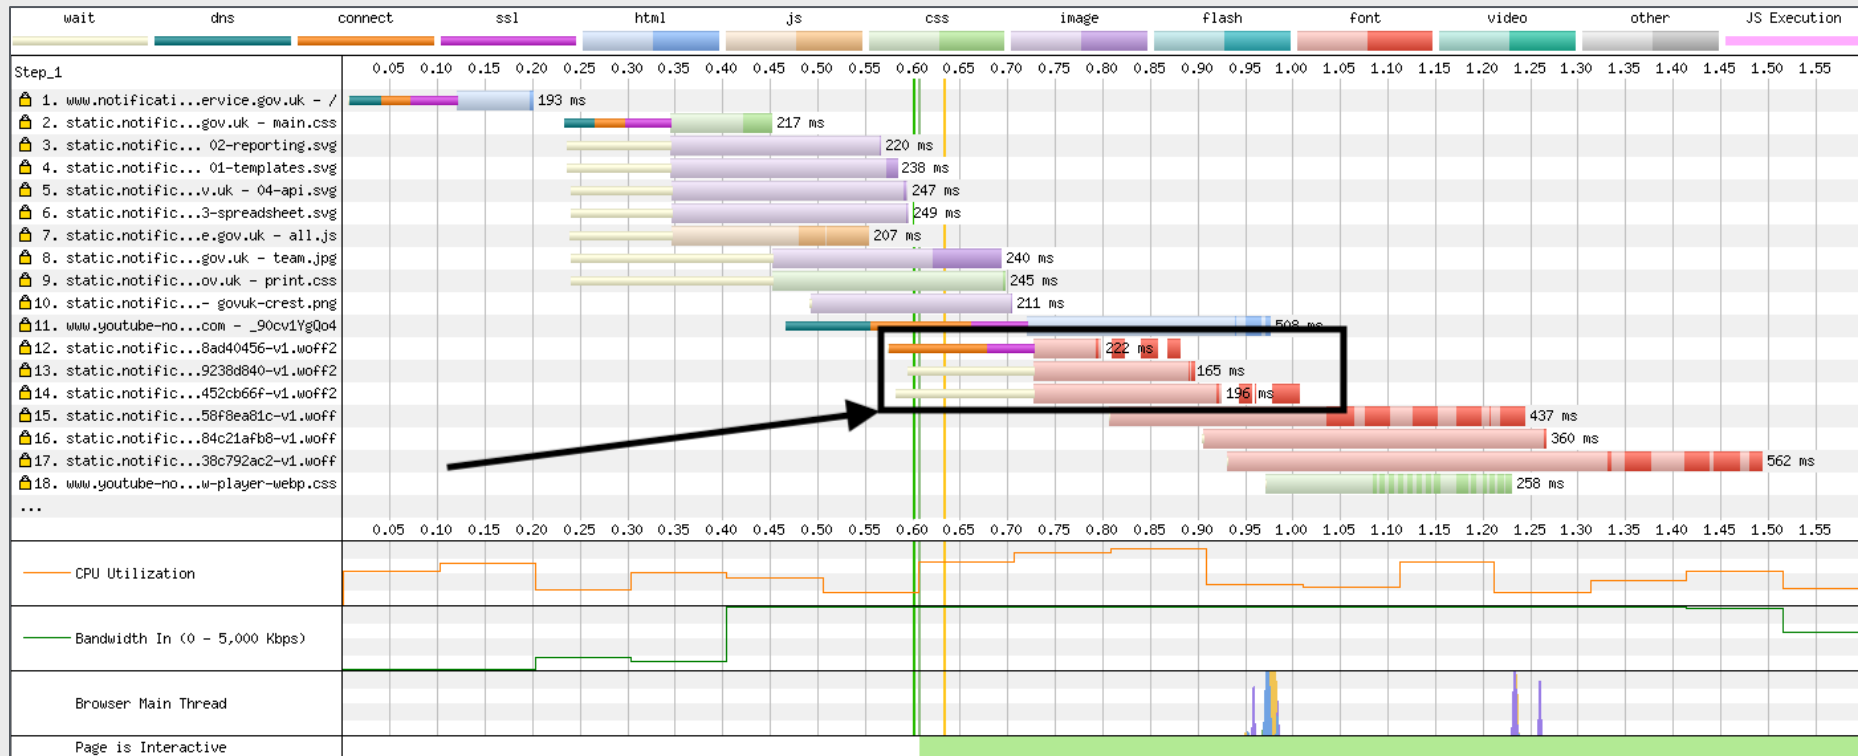 wait dns connect ssl html js css image flash font video other JS Execution
Step_1 0.05 0.10 0.15 0.20 0.25 0.30 0.35 0.40 0.45 0.50 0.55 0.60 0.65 0.70 0.75 0.80 0.85 0.90 0.95 1.00 1.05 1.10 1.15 1.20 1.25 1.30 1.35 1.40 1.45 1.50 1.55
1. www.notificati...ervice.gov.uk - / 193 ms
2. static.notific...gov.uk - main.css 217 ms
3. static.notific... 02-reporting.svg 220 ms
4. static.notific... 01-templates.svg 238 ms
5. static.notific...v.uk - 04-api.svg 247 ms
6. static.notific...3-spreadsheet.svg 249 ms
7. static.notific...e.gov.uk - all.js 207 ms
8. static.notific...gov.uk - team.jpg 240 ms
9. static.notific...ov.uk - print.css 245 ms
10. static.notific...- govuk-crest.png 211 ms
11. www.youtube-no...com - _90cv1YgQo4 508 ms
12. static.notific...8ad40456-v1.woff2 222 ms
13. static.notific...9238d840-v1.woff2 165 ms
14. static.notific...452cb66f-v1.woff2 196 ms
15. static.notific...58f8ea81c-v1.woff 437 ms
16. static.notific...84c21afb8-v1.woff 360 ms
17. static.notific...38c792ac2-v1.woff 562 ms
18. www.youtube-no...w-player-webp.css 258 ms
...
0.05 0.10 0.15 0.20 0.25 0.30 0.35 0.40 0.45 0.50 0.55 0.60 0.65 0.70 0.75 0.80 0.85 0.90 0.95 1.00 1.05 1.10 1.15 1.20 1.25 1.30 1.35 1.40 1.45 1.50 1.55
CPU Utilization
Bandwidth In (0 - 5,000 Kbps)
Browser Main Thread
Page is Interactive